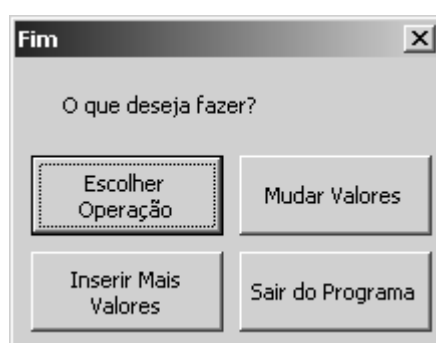 Fim
O que deseja fazer?
Escolher
Operação
Mudar Valores
Inserir Mais
Valores
Sair do Programa